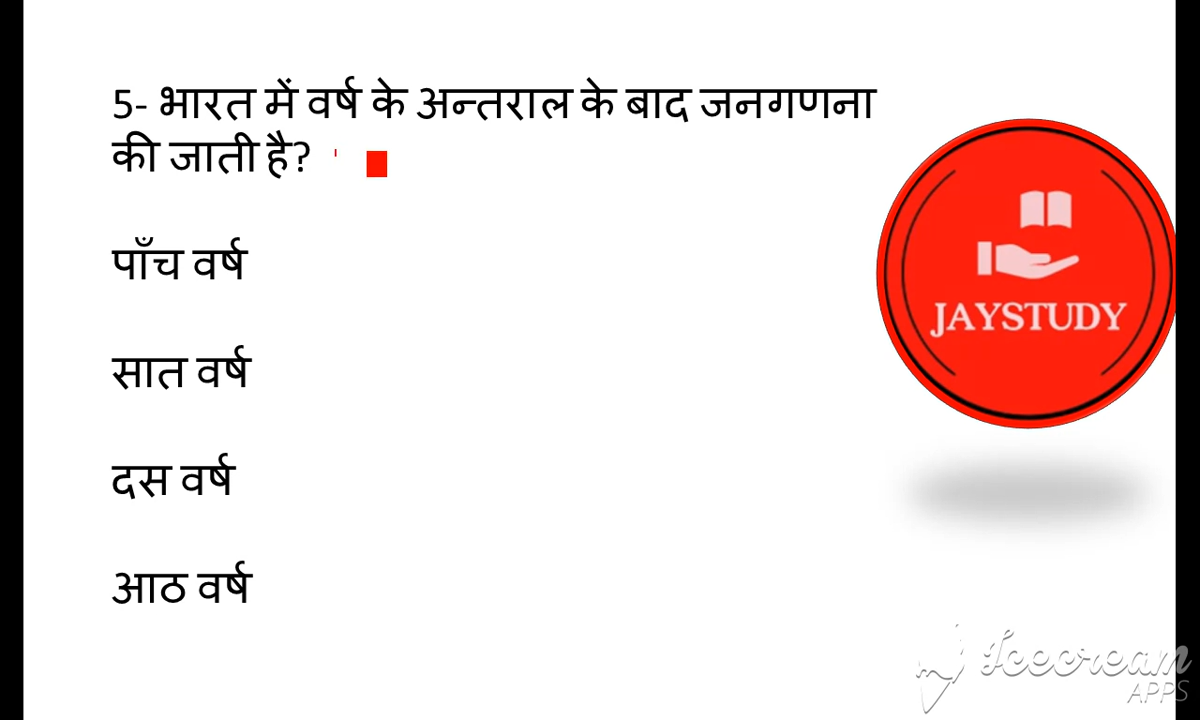 5- भारत में वर्ष के अन्तराल के बाद जनगणना
की जाती है?
पाँच वर्ष
सात वर्ष
दस वर्ष
आठ वर्ष
JAYSTUDY
Icecream
APPS